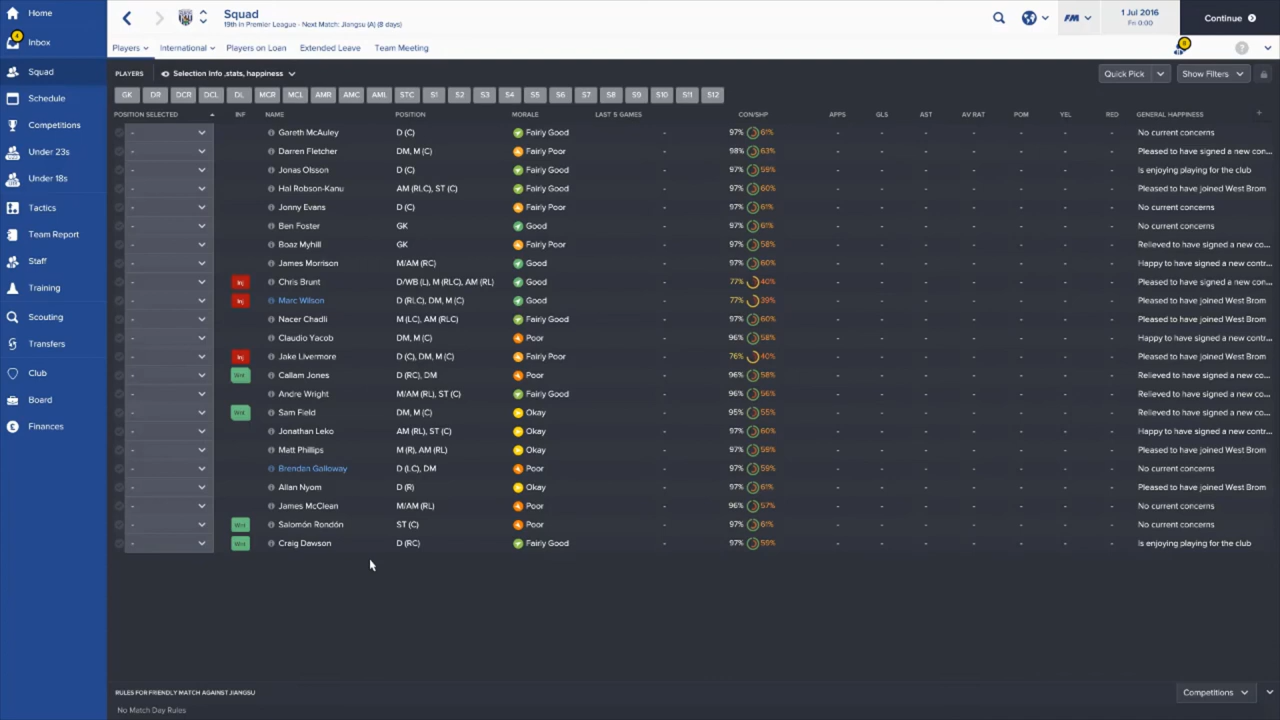 Home
4
Inbox
Squad
Schedule
Competitions
Under 23s
Under 18s
Tactics
Team Report
Staff
Training
Scouting
Transfers
Club
Board
Finances
Squad
19th in Premier League - Next Match: Jiangsu (A) (8 days)
FM
1 Jul 2016
Fri 0:00
Continue
Players International Players on Loan Extended Leave Team Meeting
8
?
PLAYERS Selection Info ,stats, happiness Quick Pick Show Filters
GK DR DCR DCL DL MCR MCL AMR AMC AML STC S1 S2 S3 S4 S5 S6 S7 S8 S9 S10 S11 S12
POSITION SELECTED INF NAME POSITION MORALE LAST 5 GAMES CON/SHP APPS GLS AST AV RAT POM YEL RED GENERAL HAPPINESS +
- Gareth McAuley D (C) Fairly Good - 97% 61% - - - - - - - No current concerns
- Darren Fletcher DM, M (C) Fairly Poor - 98% 63% - - - - - - - Pleased to have signed a new con...
- Jonas Olsson D (C) Fairly Good - 97% 59% - - - - - - - Is enjoying playing for the club
- Hal Robson-Kanu AM (RLC), ST (C) Fairly Good - 97% 60% - - - - - - - Pleased to have joined West Brom
- Jonny Evans D (C) Fairly Poor - 97% 61% - - - - - - - No current concerns
- Ben Foster GK Good - 97% 61% - - - - - - - No current concerns
- Boaz Myhill GK Fairly Poor - 97% 58% - - - - - - - Relieved to have signed a new co...
- James Morrison M/AM (RC) Good - 97% 60% - - - - - - - Happy to have signed a new contr...
- Inj Chris Brunt D/WB (L), M (RLC), AM (RL) Good - 77% 40% - - - - - - - Pleased to have signed a new con...
- Inj Marc Wilson D (RLC), DM, M (C) Good - 77% 39% - - - - - - - Pleased to have joined West Brom
- Nacer Chadli M (LC), AM (RLC) Fairly Good - 97% 60% - - - - - - - Pleased to have joined West Brom
- Claudio Yacob DM, M (C) Poor - 96% 58% - - - - - - - Happy to have signed a new contr...
- Inj Jake Livermore D (C), DM, M (C) Fairly Poor - 76% 40% - - - - - - - Pleased to have joined West Brom
- Wnt Callam Jones D (RC), DM Poor - 96% 58% - - - - - - - Relieved to have signed a new co...
- Andre Wright M/AM (RL), ST (C) Fairly Good - 96% 56% - - - - - - - Relieved to have signed a new co...
- Wnt Sam Field DM, M (C) Okay - 95% 55% - - - - - - - Relieved to have signed a new co...
- Jonathan Leko AM (RL), ST (C) Okay - 97% 60% - - - - - - - Happy to have signed a new contr...
- Matt Phillips M (R), AM (RL) Okay - 97% 59% - - - - - - - Pleased to have joined West Brom
- Brendan Galloway D (LC), DM Poor - 97% 59% - - - - - - - No current concerns
- Allan Nyom D (R) Okay - 97% 61% - - - - - - - Pleased to have joined West Brom
- James McClean M/AM (RL) Poor - 96% 57% - - - - - - - No current concerns
- Wnt Salomón Rondón ST (C) Poor - 97% 61% - - - - - - - No current concerns
- Wnt Craig Dawson D (RC) Fairly Good - 97% 59% - - - - - - - Is enjoying playing for the club
RULES FOR FRIENDLY MATCH AGAINST JIANGSU Competitions
No Match Day Rules